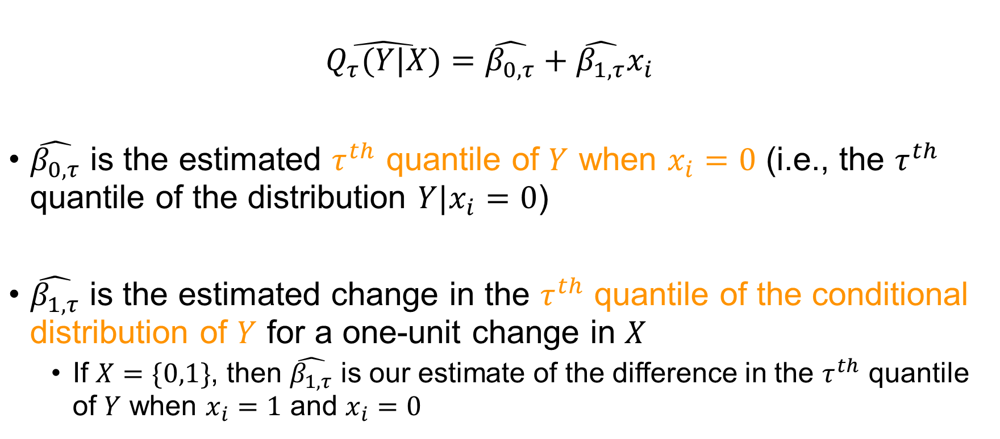 $\widehat{Q_{\tau}(Y|X)} = \widehat{\beta_{0,\tau}} + \widehat{\beta_{1,\tau}}x_i$
• $\widehat{\beta_{0,\tau}}$ is the estimated $\tau^{th}$ quantile of $Y$ when $x_i = 0$ (i.e., the $\tau^{th}$
quantile of the distribution $Y|x_i = 0$)
• $\widehat{\beta_{1,\tau}}$ is the estimated change in the $\tau^{th}$ quantile of the conditional
distribution of $Y$ for a one-unit change in $X$
• If $X = \{0,1\}$, then $\widehat{\beta_{1,\tau}}$ is our estimate of the difference in the $\tau^{th}$ quantile
of $Y$ when $x_i = 1$ and $x_i = 0$